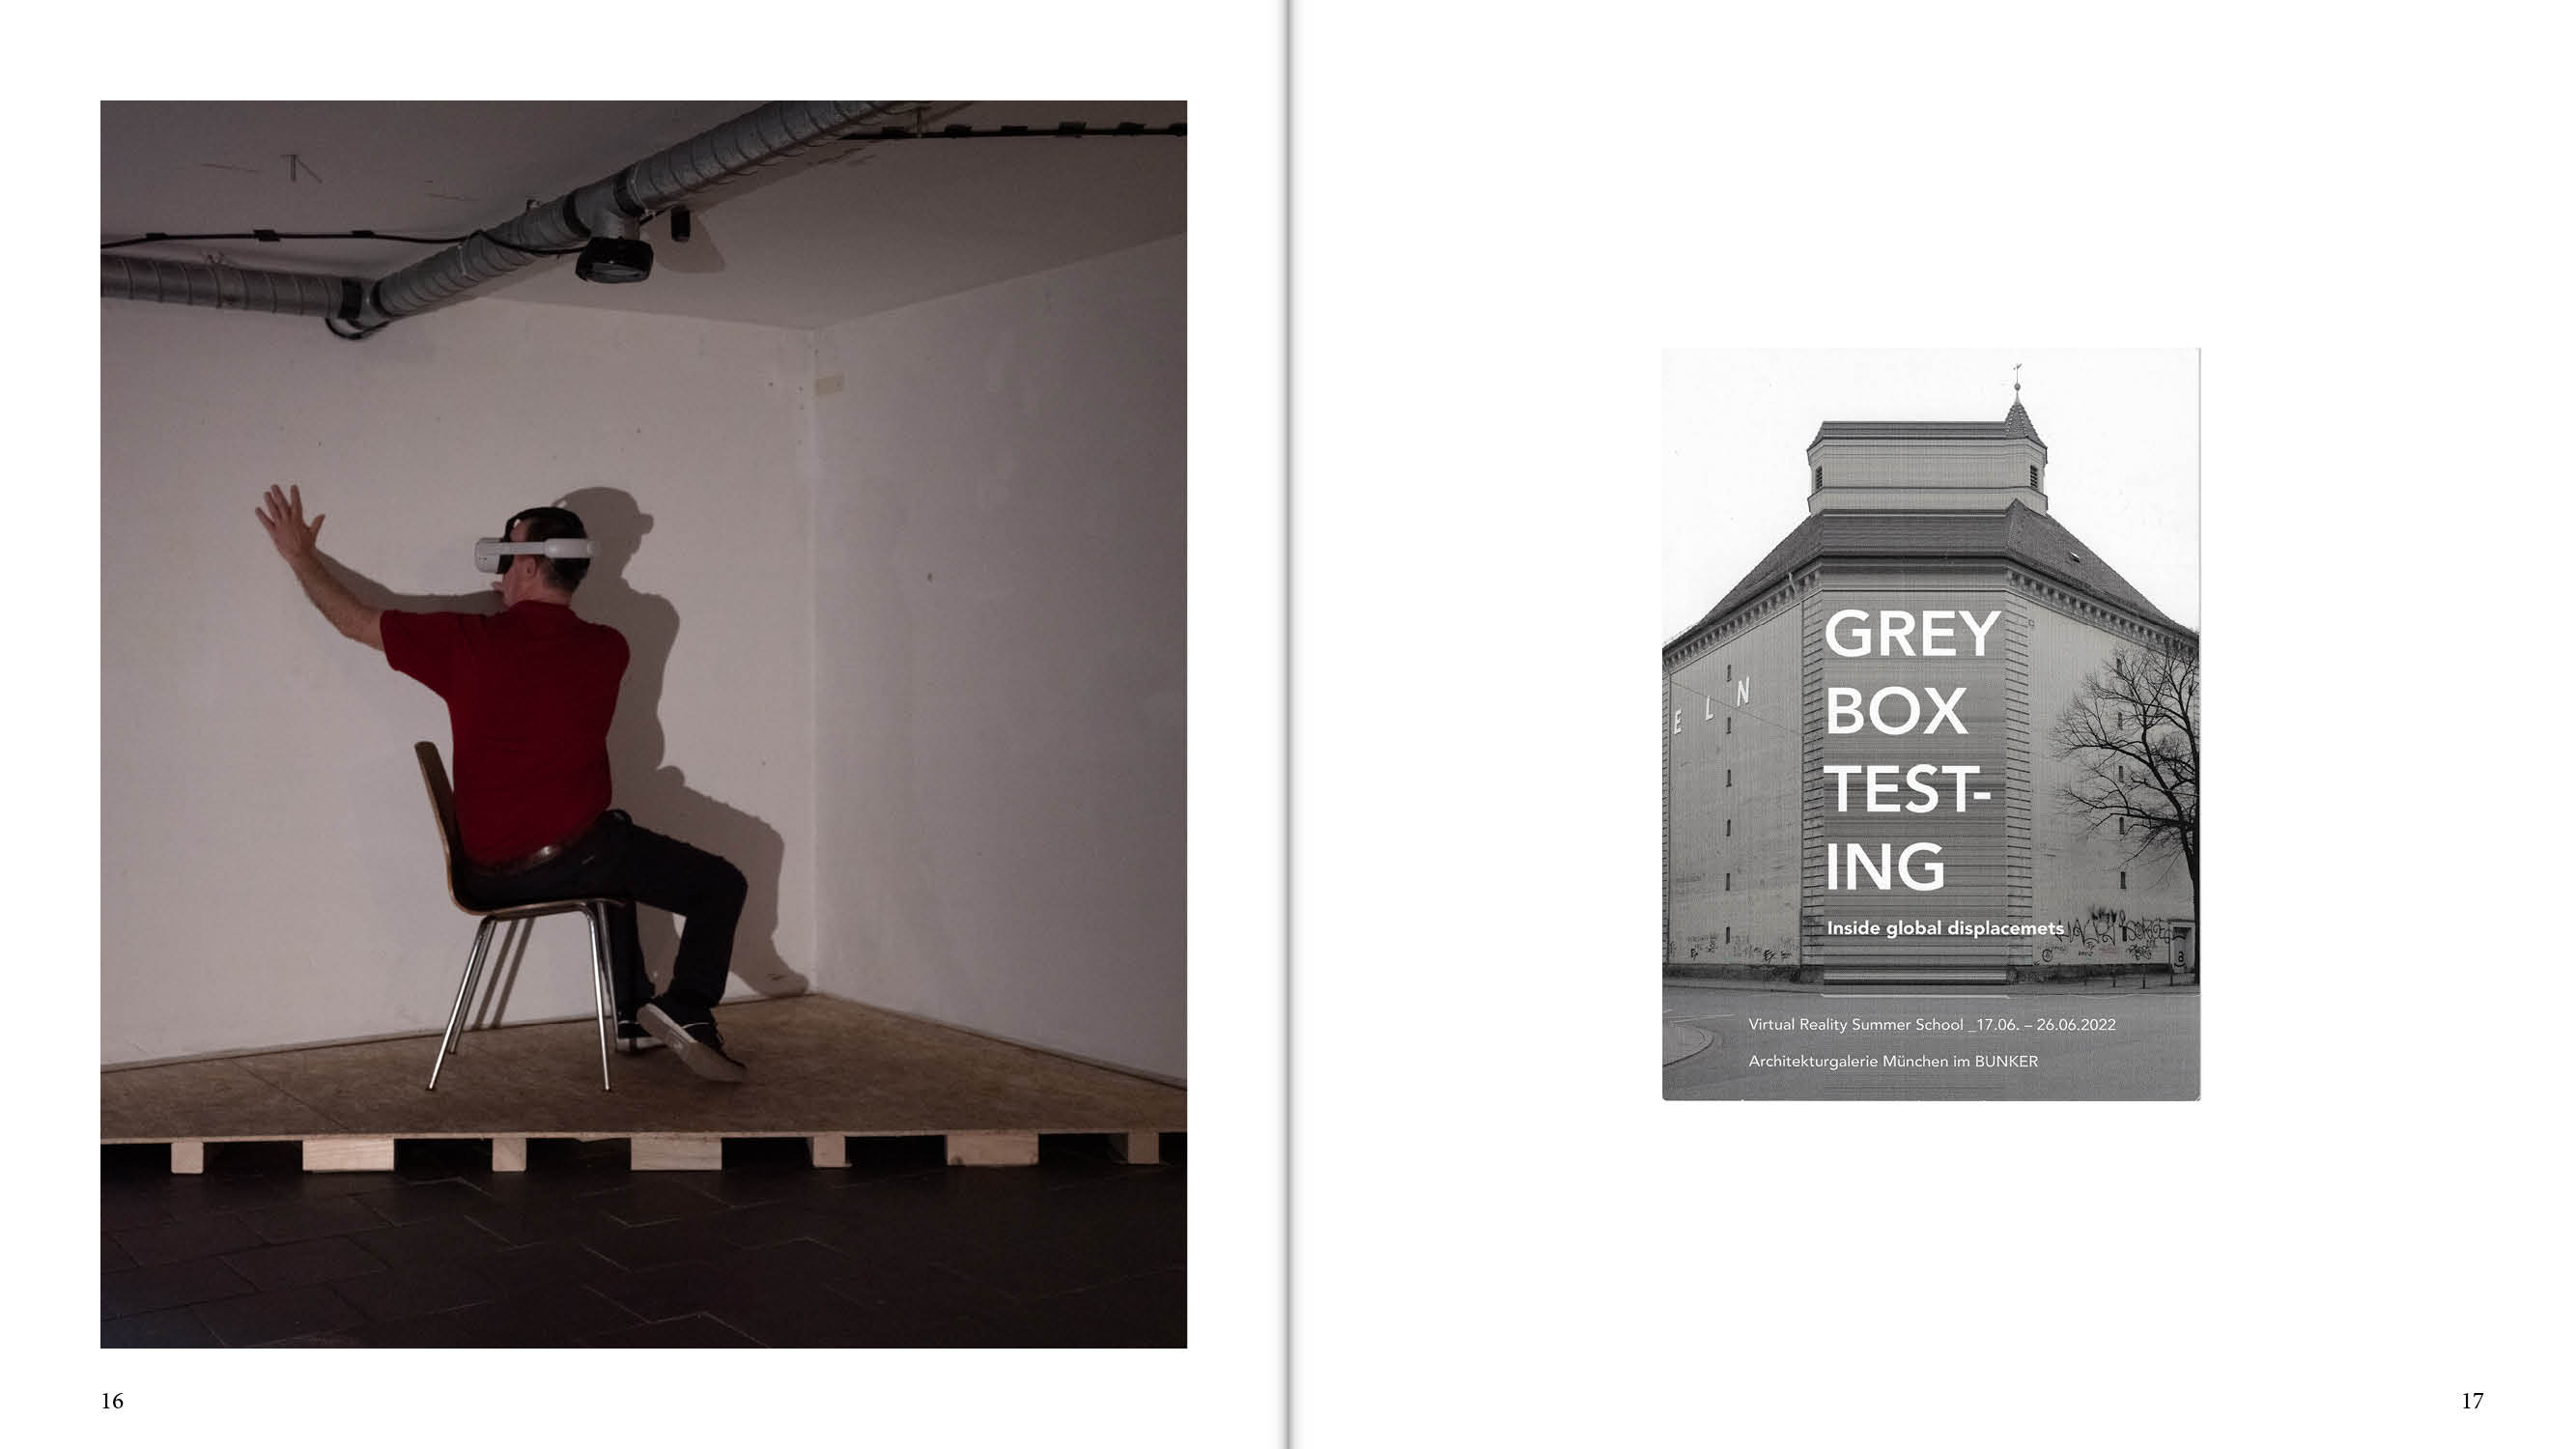 E L N
GREY
BOX
TEST-
ING
Inside global displacemets
Virtual Reality Summer School _17.06. – 26.06.2022
Architekturgalerie München im BUNKER
16
17